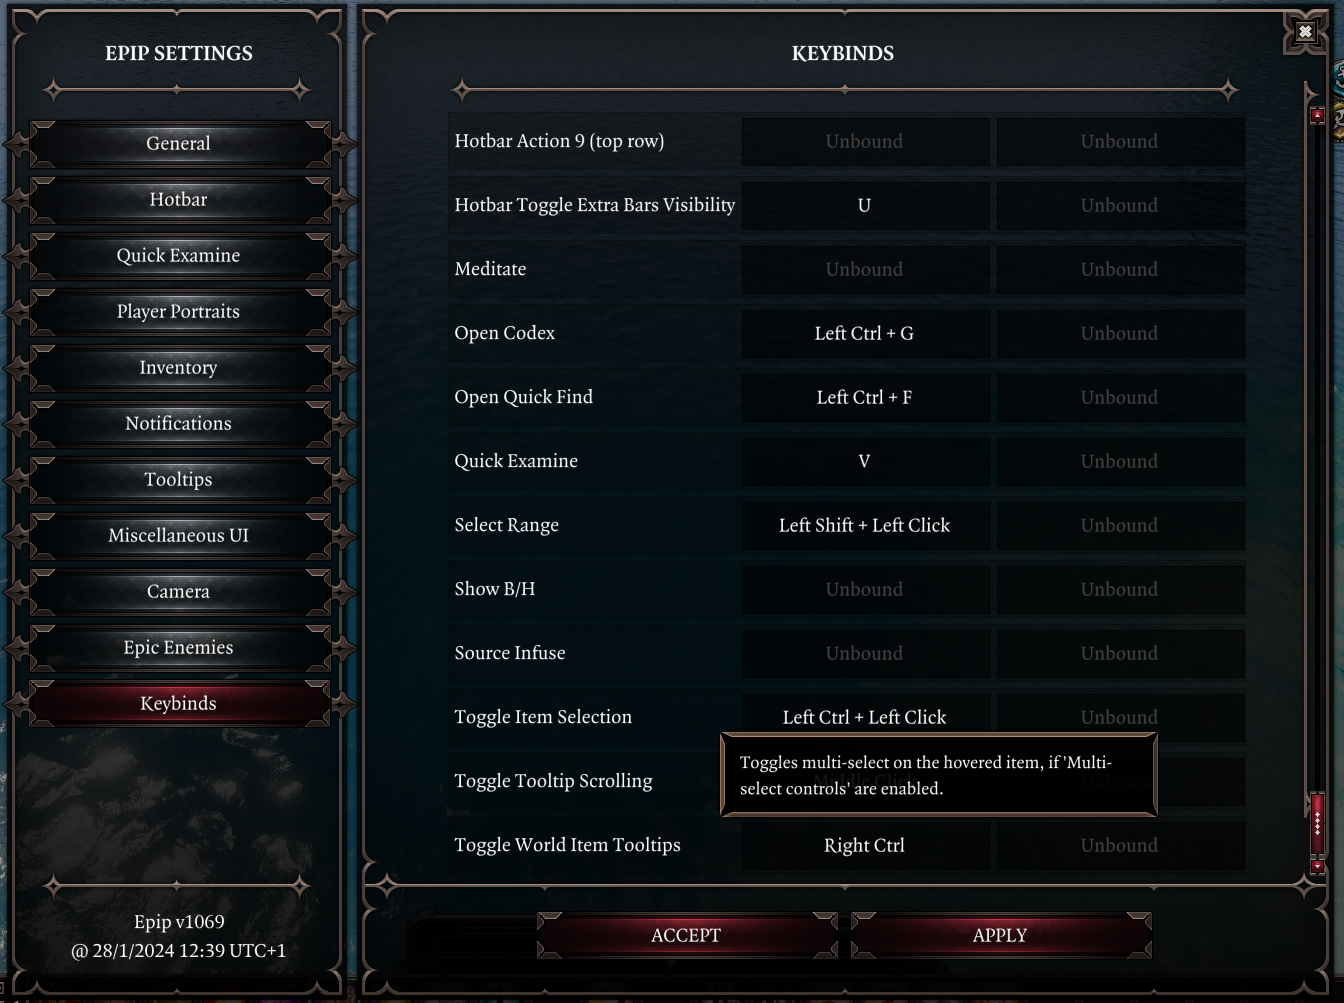 EPIP SETTINGS
General
Hotbar
Quick Examine
Player Portraits
Inventory
Notifications
Tooltips
Miscellaneous UI
Camera
Epic Enemies
Keybinds
Epip v1069
@ 28/1/2024 12:39 UTC+1
KEYBINDS
Hotbar Action 9 (top row) Unbound Unbound
Hotbar Toggle Extra Bars Visibility U Unbound
Meditate Unbound Unbound
Open Codex Left Ctrl + G Unbound
Open Quick Find Left Ctrl + F Unbound
Quick Examine V Unbound
Select Range Left Shift + Left Click Unbound
Show B/H Unbound Unbound
Source Infuse Unbound Unbound
Toggle Item Selection Left Ctrl + Left Click Unbound
Toggles multi-select on the hovered item, if 'Multi-
select controls' are enabled.
Toggle Tooltip Scrolling Middle Click Unbound
Toggle World Item Tooltips Right Ctrl Unbound
ACCEPT
APPLY